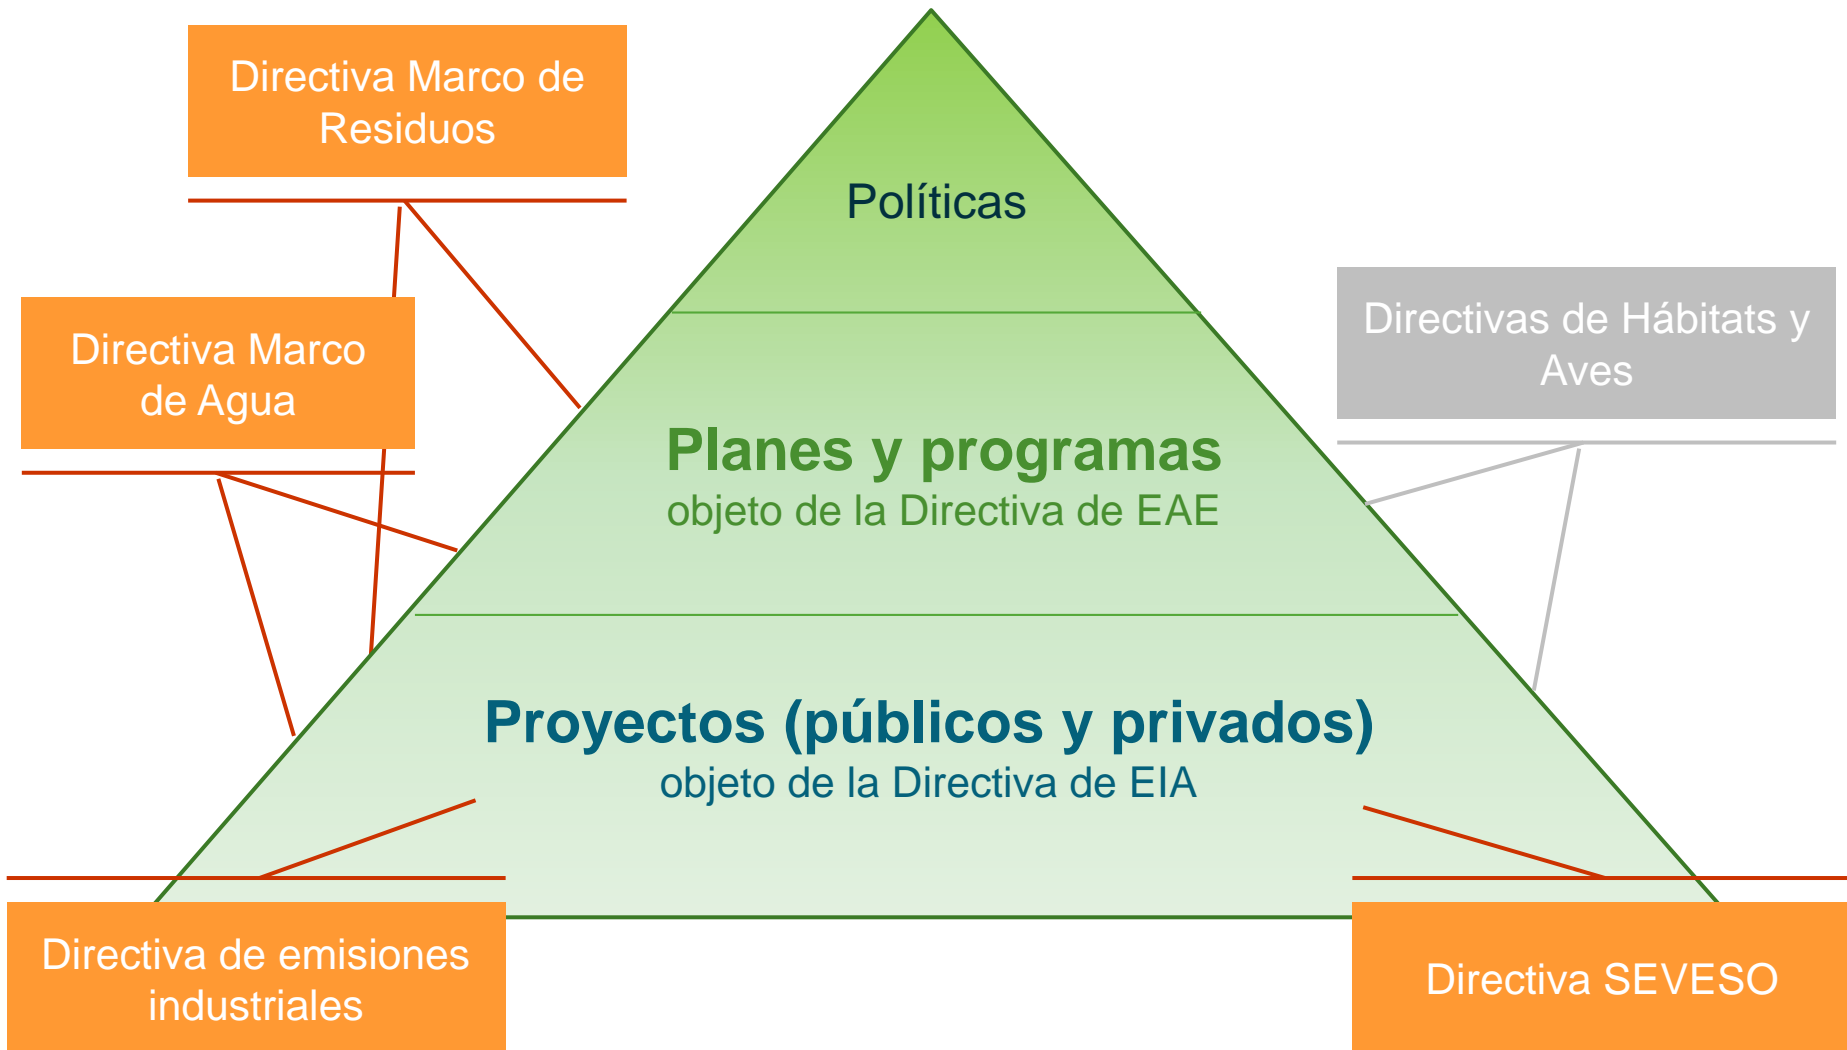 Directiva Marco de
Residuos
Políticas
Directiva Marco
de Agua
Directivas de Hábitats y
Aves
Planes y programas
objeto de la Directiva de EAE
Proyectos (públicos y privados)
objeto de la Directiva de EIA
Directiva de emisiones
industriales
Directiva SEVESO